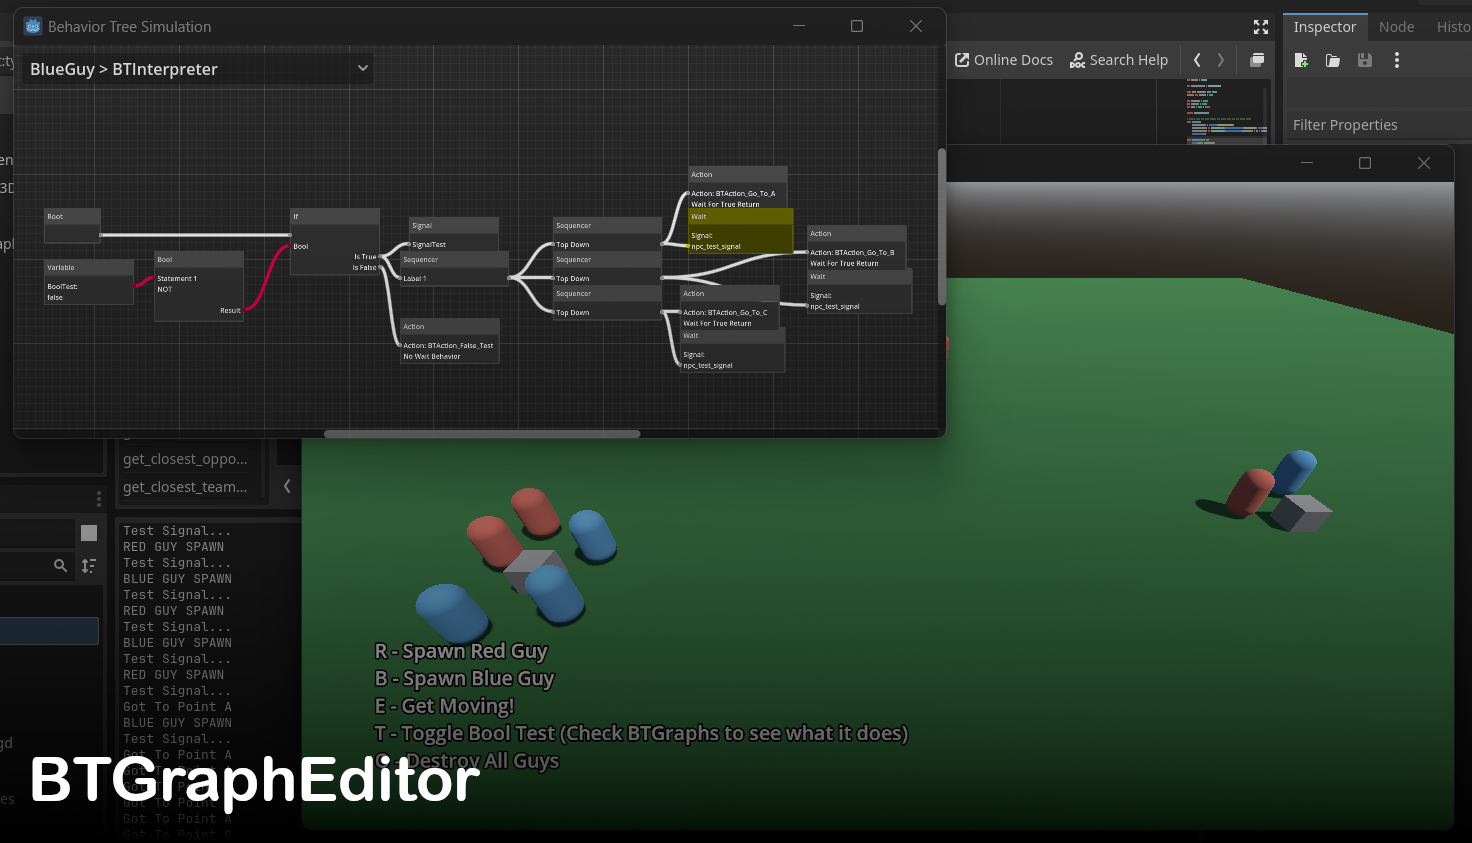 Behavior Tree Simulation
BlueGuy > BTInterpreter
Online Docs
Search Help
Inspector
Node
Histo
Filter Properties
Root
Variable
BoolTest:
false
Bool
Statement 1
NOT
Result
If
Bool
Is True
Is False
Signal
SignalTest
Sequencer
Label 1
Action
Action: BTAction_False_Test
No Wait Behavior
Sequencer
Top Down
Sequencer
Top Down
Sequencer
Top Down
Action
Action: BTAction_Go_To_A
Wait For True Return
Wait
Signal:
npc_test_signal
Action
Action: BTAction_Go_To_B
Wait For True Return
Wait
Signal:
npc_test_signal
Action
Action: BTAction_Go_To_C
Wait For True Return
Wait
Signal:
npc_test_signal
en
3D
get_closest_oppo...
get_closest_team...
Test Signal...
RED GUY SPAWN
Test Signal...
BLUE GUY SPAWN
Test Signal...
RED GUY SPAWN
Test Signal...
BLUE GUY SPAWN
Test Signal...
RED GUY SPAWN
Test Signal...
Got To Point A
BLUE GUY SPAWN
Test Signal...
Got To Point A
Got To Point A
Got To Point C
gd
es
R - Spawn Red Guy
B - Spawn Blue Guy
E - Get Moving!
T - Toggle Bool Test (Check BTGraphs to see what it does)
- Destroy All Guys
BTGraphEditor